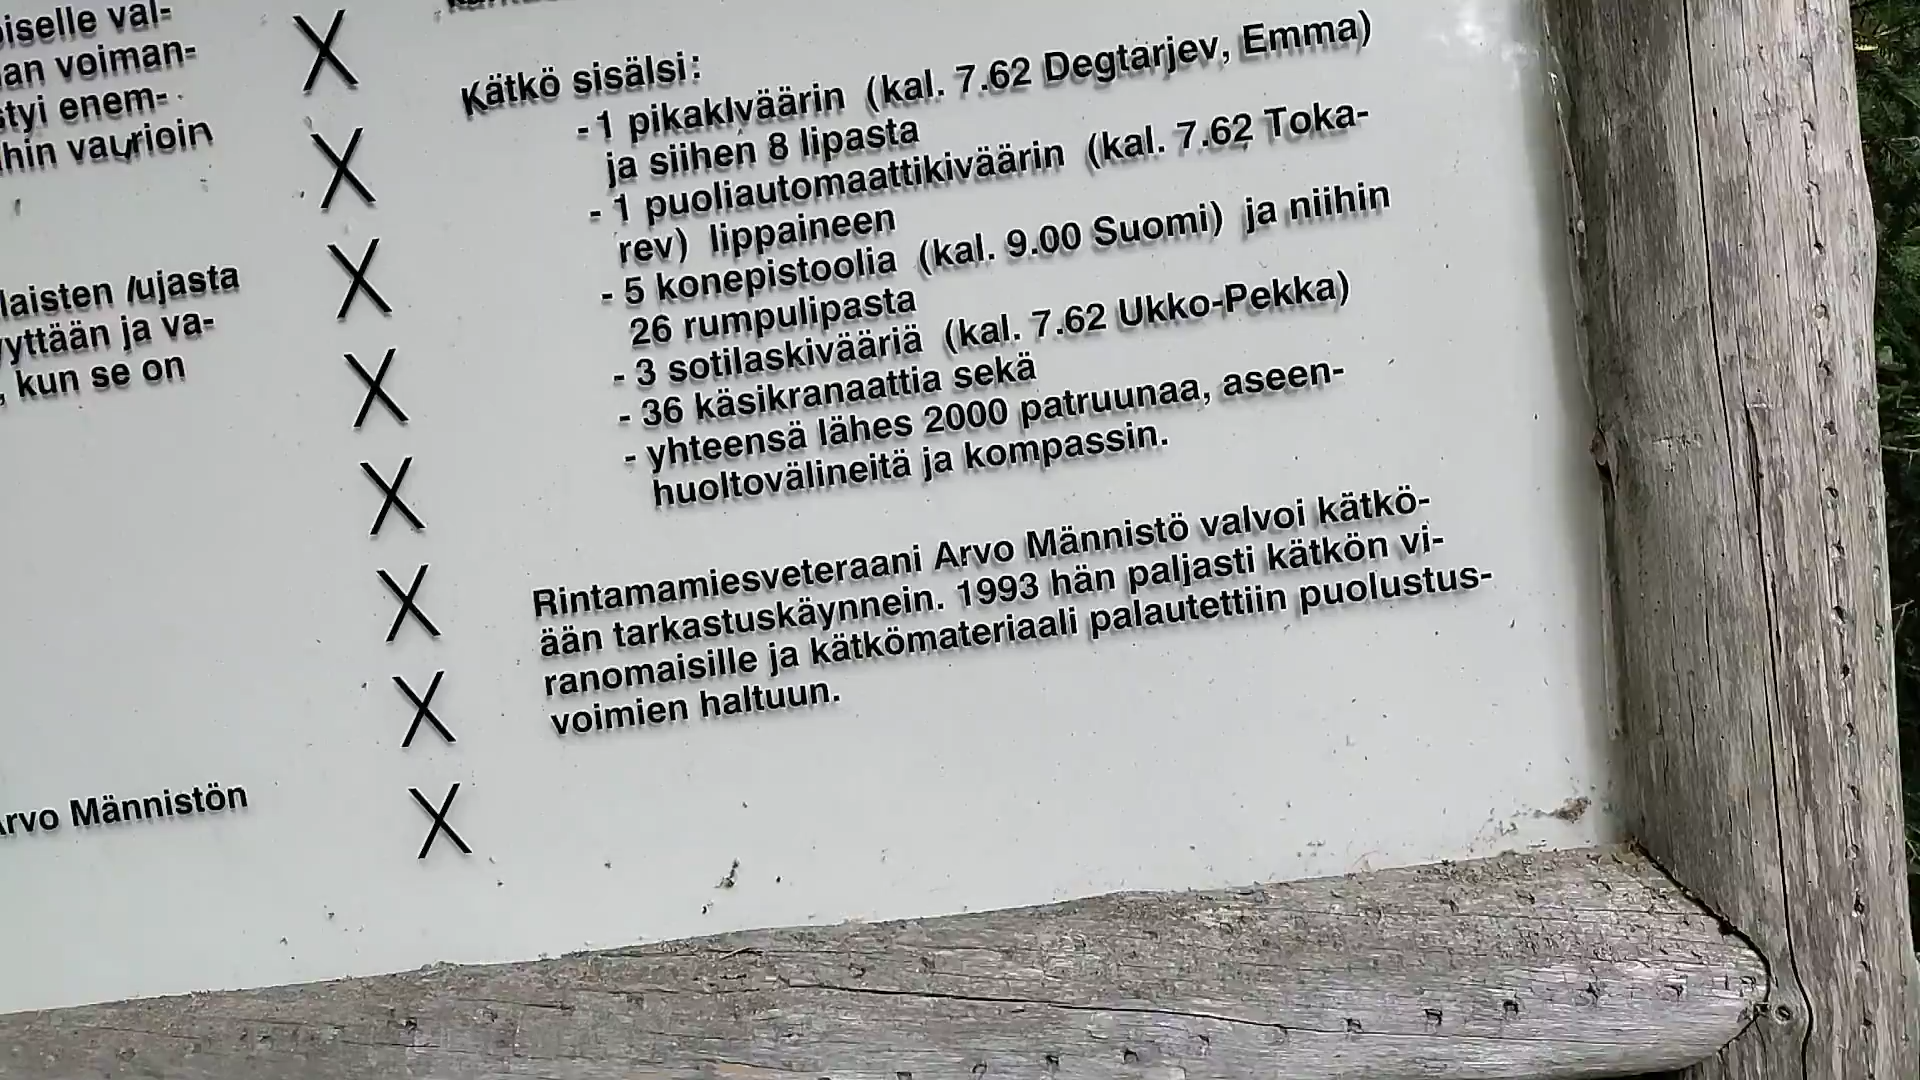 iselle val-
an voiman-
styi enem-
hin vaurioin
laisten lujasta
yttään ja va-
, kun se on
Arvo Männistön
X
X
X
X
X
X
X
X
Kätkö sisälsi:
- 1 pikakIväärin (kal. 7.62 Degtarjev, Emma)
ja siihen 8 lipasta
- 1 puoliautomaattikiväärin (kal. 7.62 Toka-
rev) lippaineen
- 5 konepistoolia (kal. 9.00 Suomi) ja niihin
26 rumpulipasta
- 3 sotilaskivääriä (kal. 7.62 Ukko-Pekka)
- 36 käsikranaattia sekä
- yhteensä lähes 2000 patruunaa, aseen-
huoltovälineitä ja kompassin.
Rintamamiesveteraani Arvo Männistö valvoi kätkö-
ään tarkastuskäynnein. 1993 hän paljasti kätkön vi-
ranomaisille ja kätkömateriaali palautettiin puolustus-
voimien haltuun.